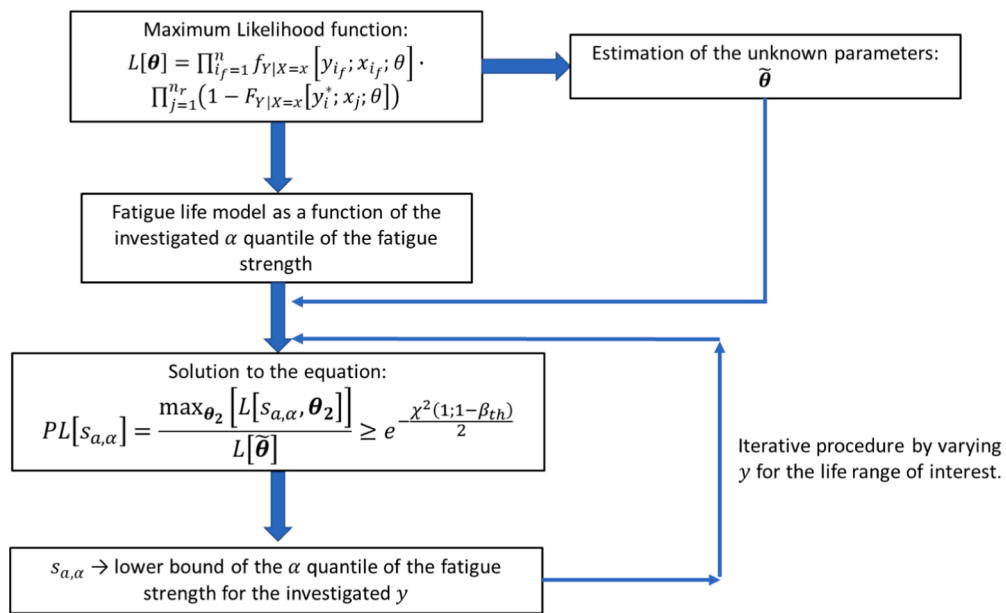 Maximum Likelihood function:
L[θ] = ∏_{i_f=1}^{n} f_{Y|X=x}[y_{i_f}; x_{i_f}; θ] ·
∏_{j=1}^{n_r}(1 − F_{Y|X=x}[y_i^*; x_j; θ])
Estimation of the unknown parameters:
θ̃
Fatigue life model as a function of the
investigated α quantile of the fatigue
strength
Solution to the equation:
PL[s_{a,α}] = max_{θ_2}[L[s_{a,α}, θ_2]] / L[θ̃] ≥ e^{−χ^2(1;1−β_{th})/2}
Iterative procedure by varying
y for the life range of interest.
s_{a,α} → lower bound of the α quantile of the fatigue
strength for the investigated y